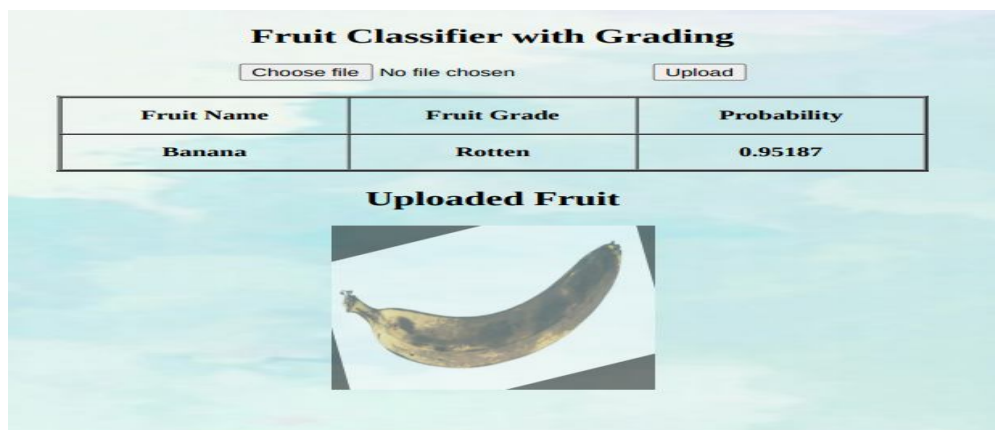 Fruit Classifier with Grading
Choose file No file chosen Upload
Fruit Name Fruit Grade Probability
Banana Rotten 0.95187
Uploaded Fruit